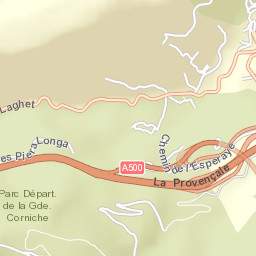 Laghet
es Piera Longa
A500
Chemin de l'Esperaye
La Provençale
Parc Départ.
de la Gde.
Corniche